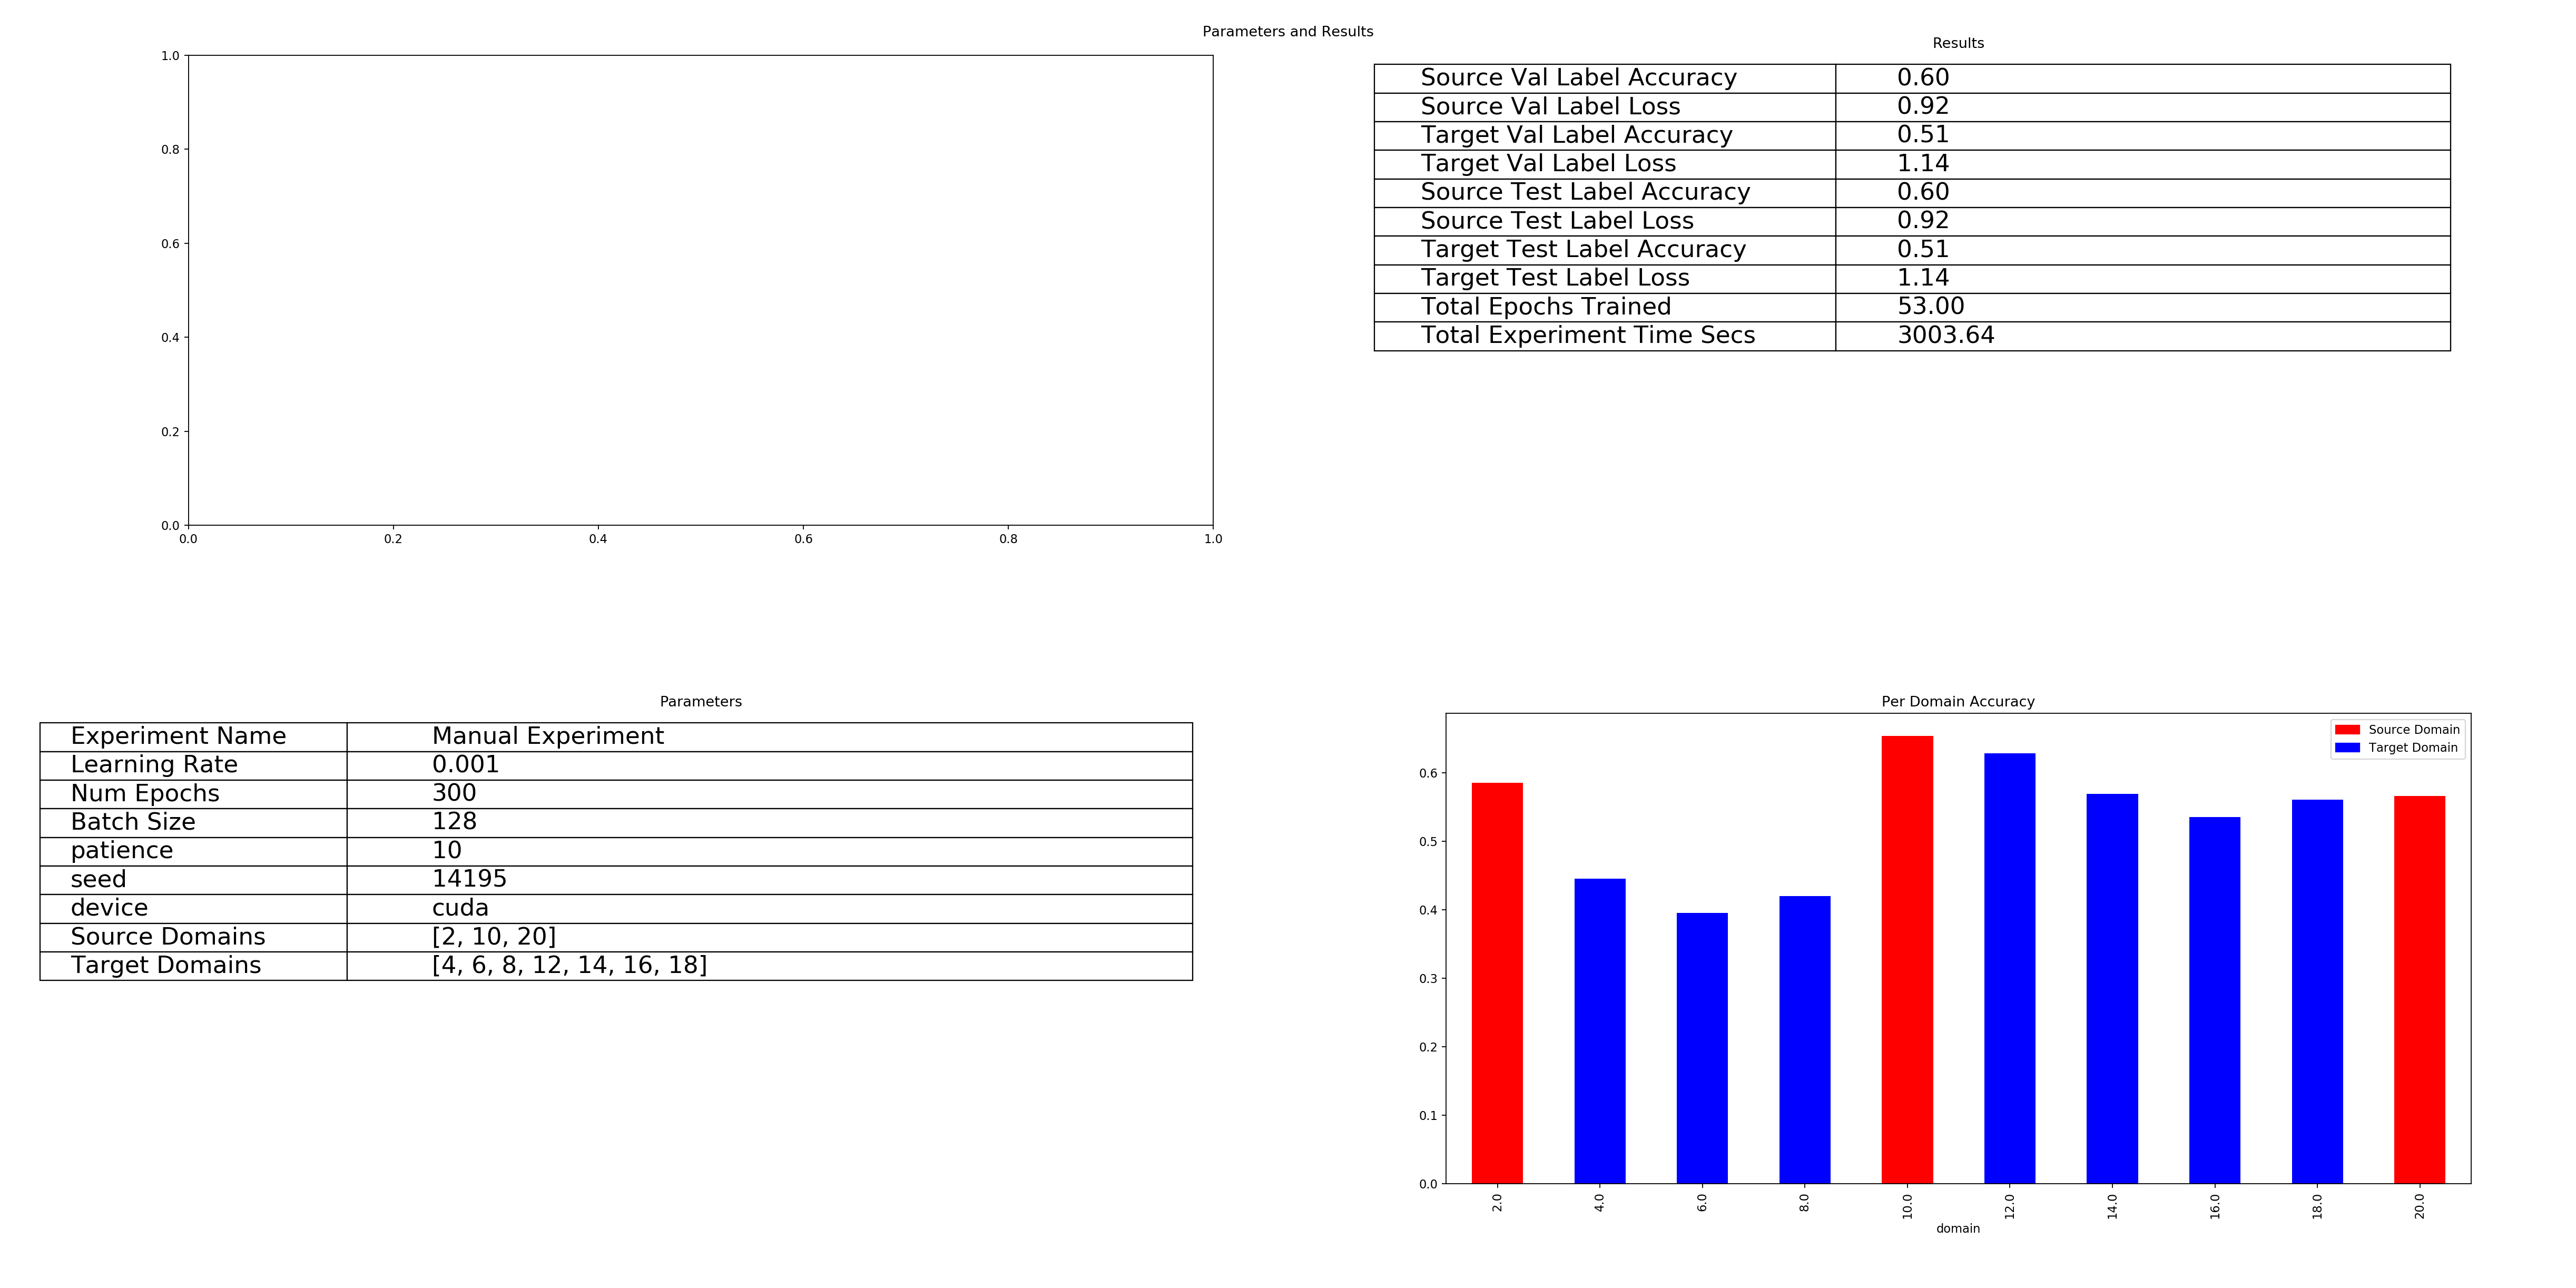 Parameters and Results
1.0
0.8
0.6
0.4
0.2
0.0
0.0 0.2 0.4 0.6 0.8 1.0
Results
Source Val Label Accuracy 0.60
Source Val Label Loss 0.92
Target Val Label Accuracy 0.51
Target Val Label Loss 1.14
Source Test Label Accuracy 0.60
Source Test Label Loss 0.92
Target Test Label Accuracy 0.51
Target Test Label Loss 1.14
Total Epochs Trained 53.00
Total Experiment Time Secs 3003.64
Parameters
Experiment Name Manual Experiment
Learning Rate 0.001
Num Epochs 300
Batch Size 128
patience 10
seed 14195
device cuda
Source Domains [2, 10, 20]
Target Domains [4, 6, 8, 12, 14, 16, 18]
Per Domain Accuracy
Source Domain
Target Domain
0.6
0.5
0.4
0.3
0.2
0.1
0.0
2.0 4.0 6.0 8.0 10.0 12.0 14.0 16.0 18.0 20.0
domain